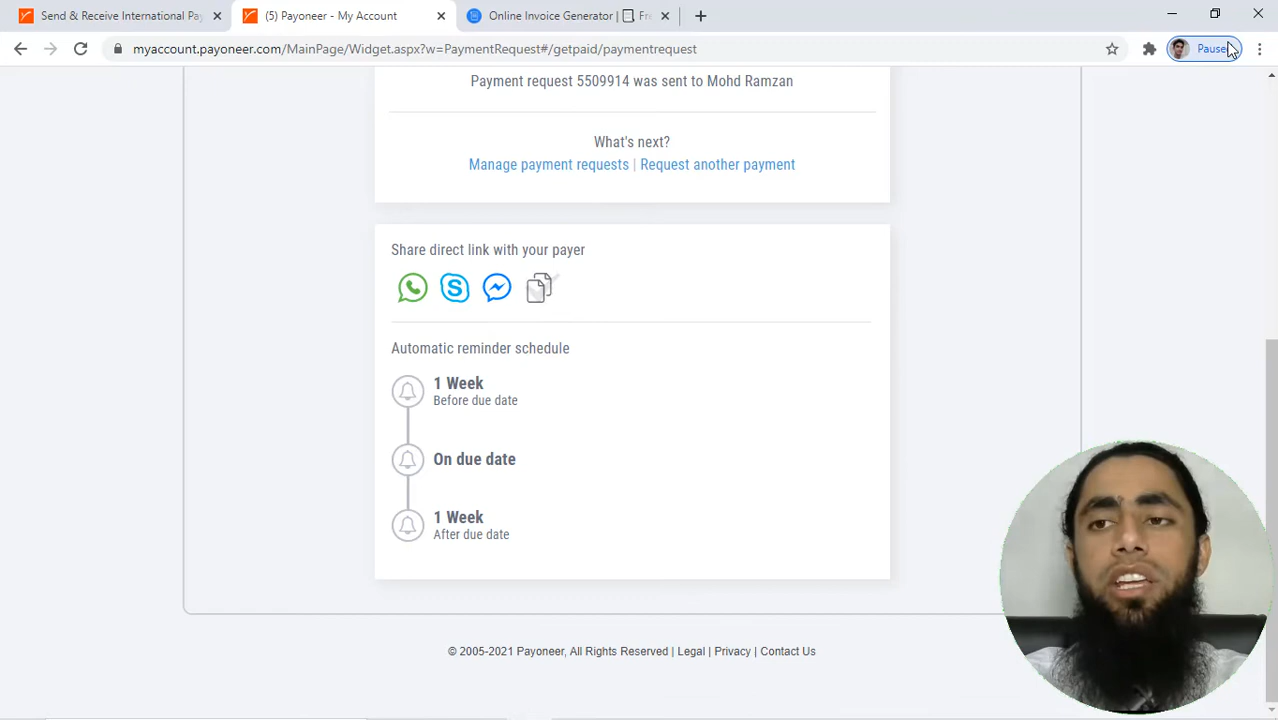 Send & Receive International Pay
(5) Payoneer - My Account
Online Invoice Generator | Fre
myaccount.payoneer.com/MainPage/Widget.aspx?w=PaymentRequest#/getpaid/paymentrequest
Payment request 5509914 was sent to Mohd Ramzan
What's next?
Manage payment requests | Request another payment
Share direct link with your payer
Automatic reminder schedule
1 Week
Before due date
On due date
1 Week
After due date
© 2005-2021 Payoneer, All Rights Reserved | Legal | Privacy | Contact Us